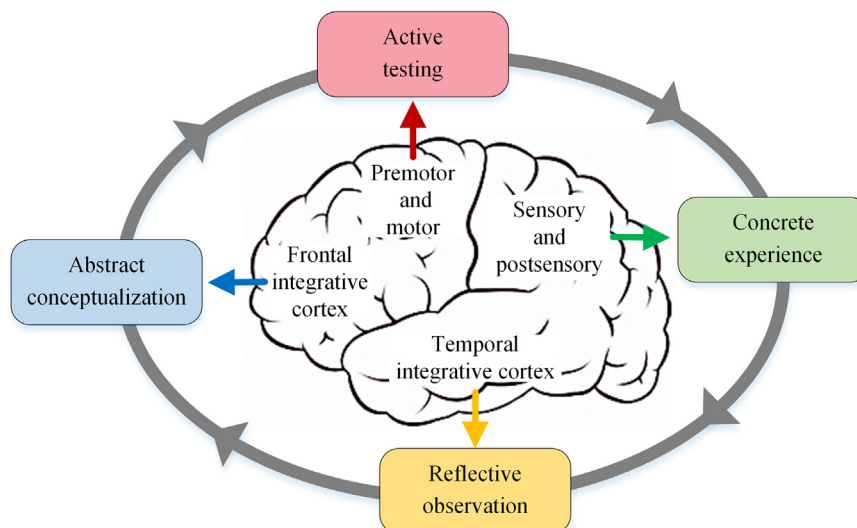 Active
testing
Premotor
and
motor
Sensory
and
postsensory
Concrete
experience
Abstract
conceptualization
Frontal
integrative
cortex
Temporal
integrative cortex
Reflective
observation